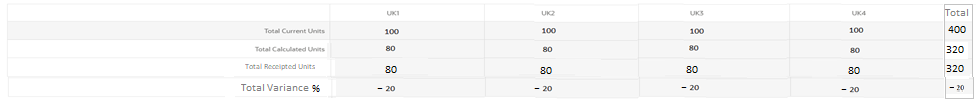 UK1 UK2 UK3 UK4 Total
Total Current Units 100 100 100 100 400
Total Calculated Units 80 80 80 80 320
Total Receipted Units 80 80 80 80 320
Total Variance % – 20 – 20 – 20 – 20 – 20